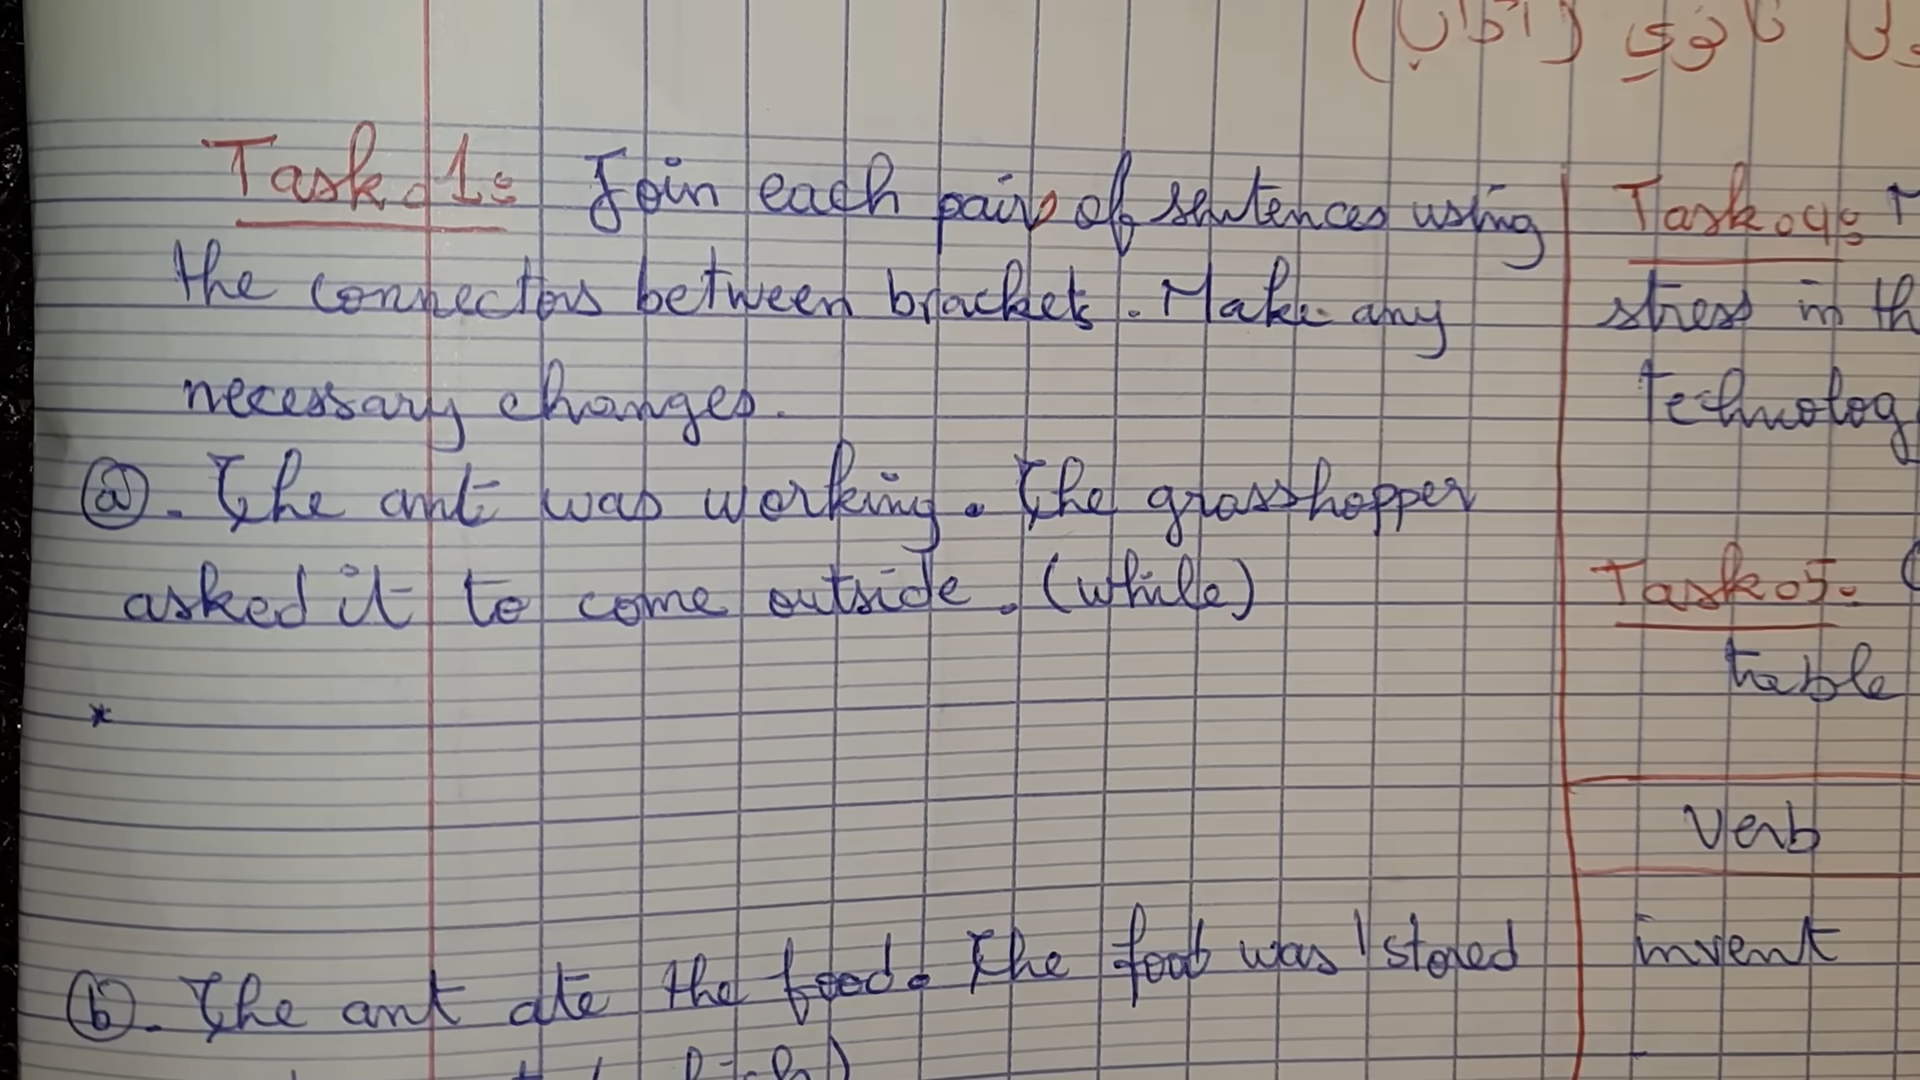 Task 01: Join each pairs of sentences using
the connectors between brackets. Make any
necessary changes.
(a). The ant was working. The grasshopper
asked it to come outside. (while)
*
(b). The ant ate the food. The food was stored
Task 04:
stress in th
technolog
Task 05:
table
Verb
invent